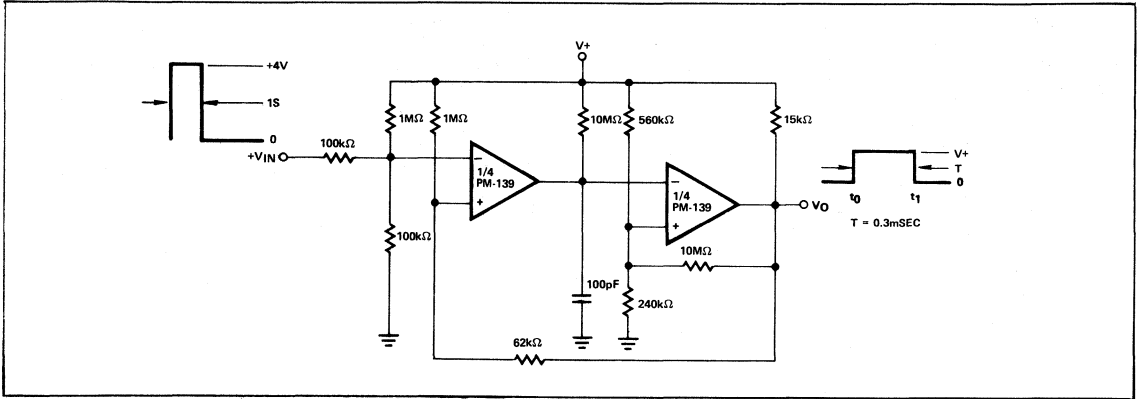 V+
+4V
1S
0
+VIN
100kΩ
1MΩ
1MΩ
10MΩ
560kΩ
15kΩ
−
1/4
PM-139
+
−
1/4
PM-139
+
100kΩ
10MΩ
100pF
240kΩ
62kΩ
VO
V+
T
0
t0
t1
T = 0.3mSEC